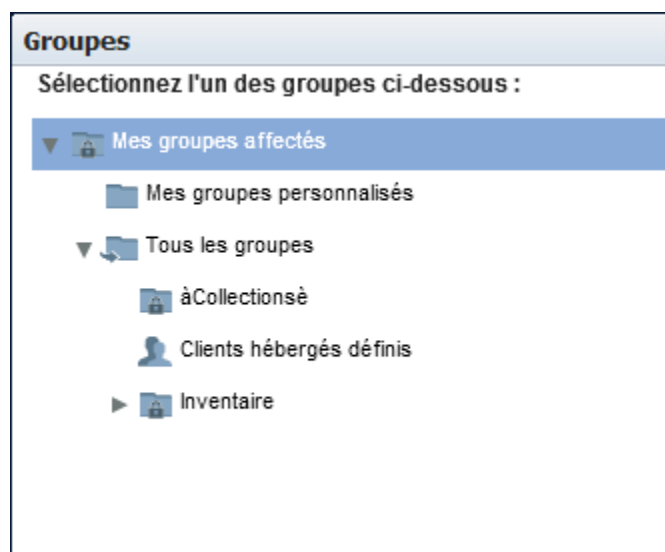 Groupes
Sélectionnez l'un des groupes ci-dessous :
Mes groupes affectés
Mes groupes personnalisés
Tous les groupes
àCollectionsè
Clients hébergés définis
Inventaire